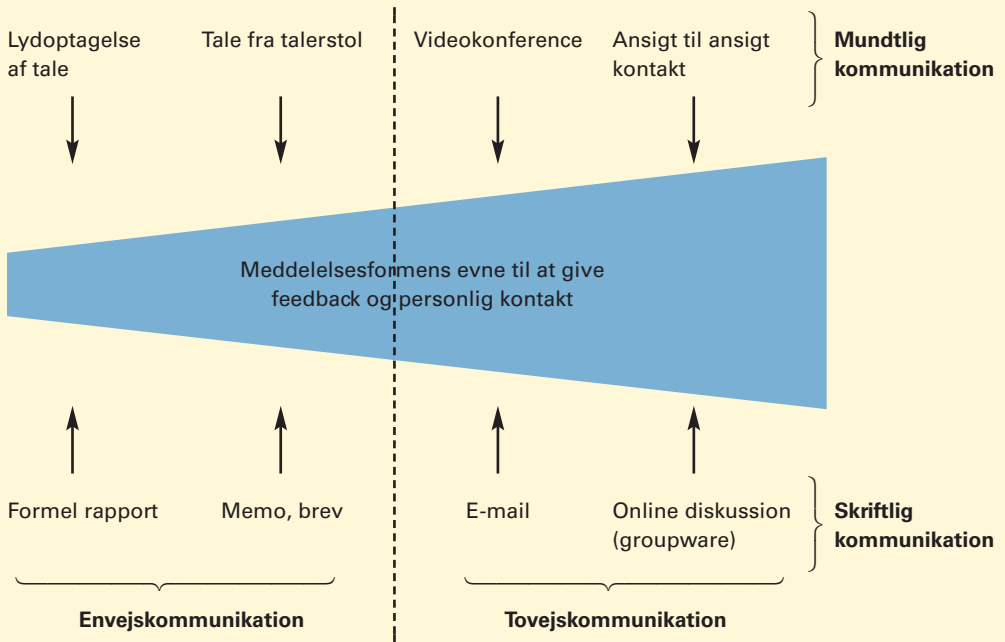 Lydoptagelse
af tale
Tale fra talerstol
Videokonference
Ansigt til ansigt
kontakt
Mundtlig
kommunikation
Meddelelsesformens evne til at give
feedback og personlig kontakt
Formel rapport
Memo, brev
E-mail
Online diskussion
(groupware)
Skriftlig
kommunikation
Envejskommunikation
Tovejskommunikation